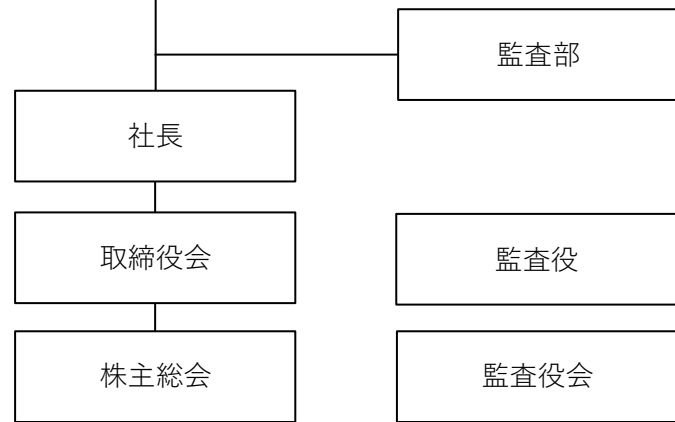 監査部
社長
取締役会
監査役
株主総会
監査役会